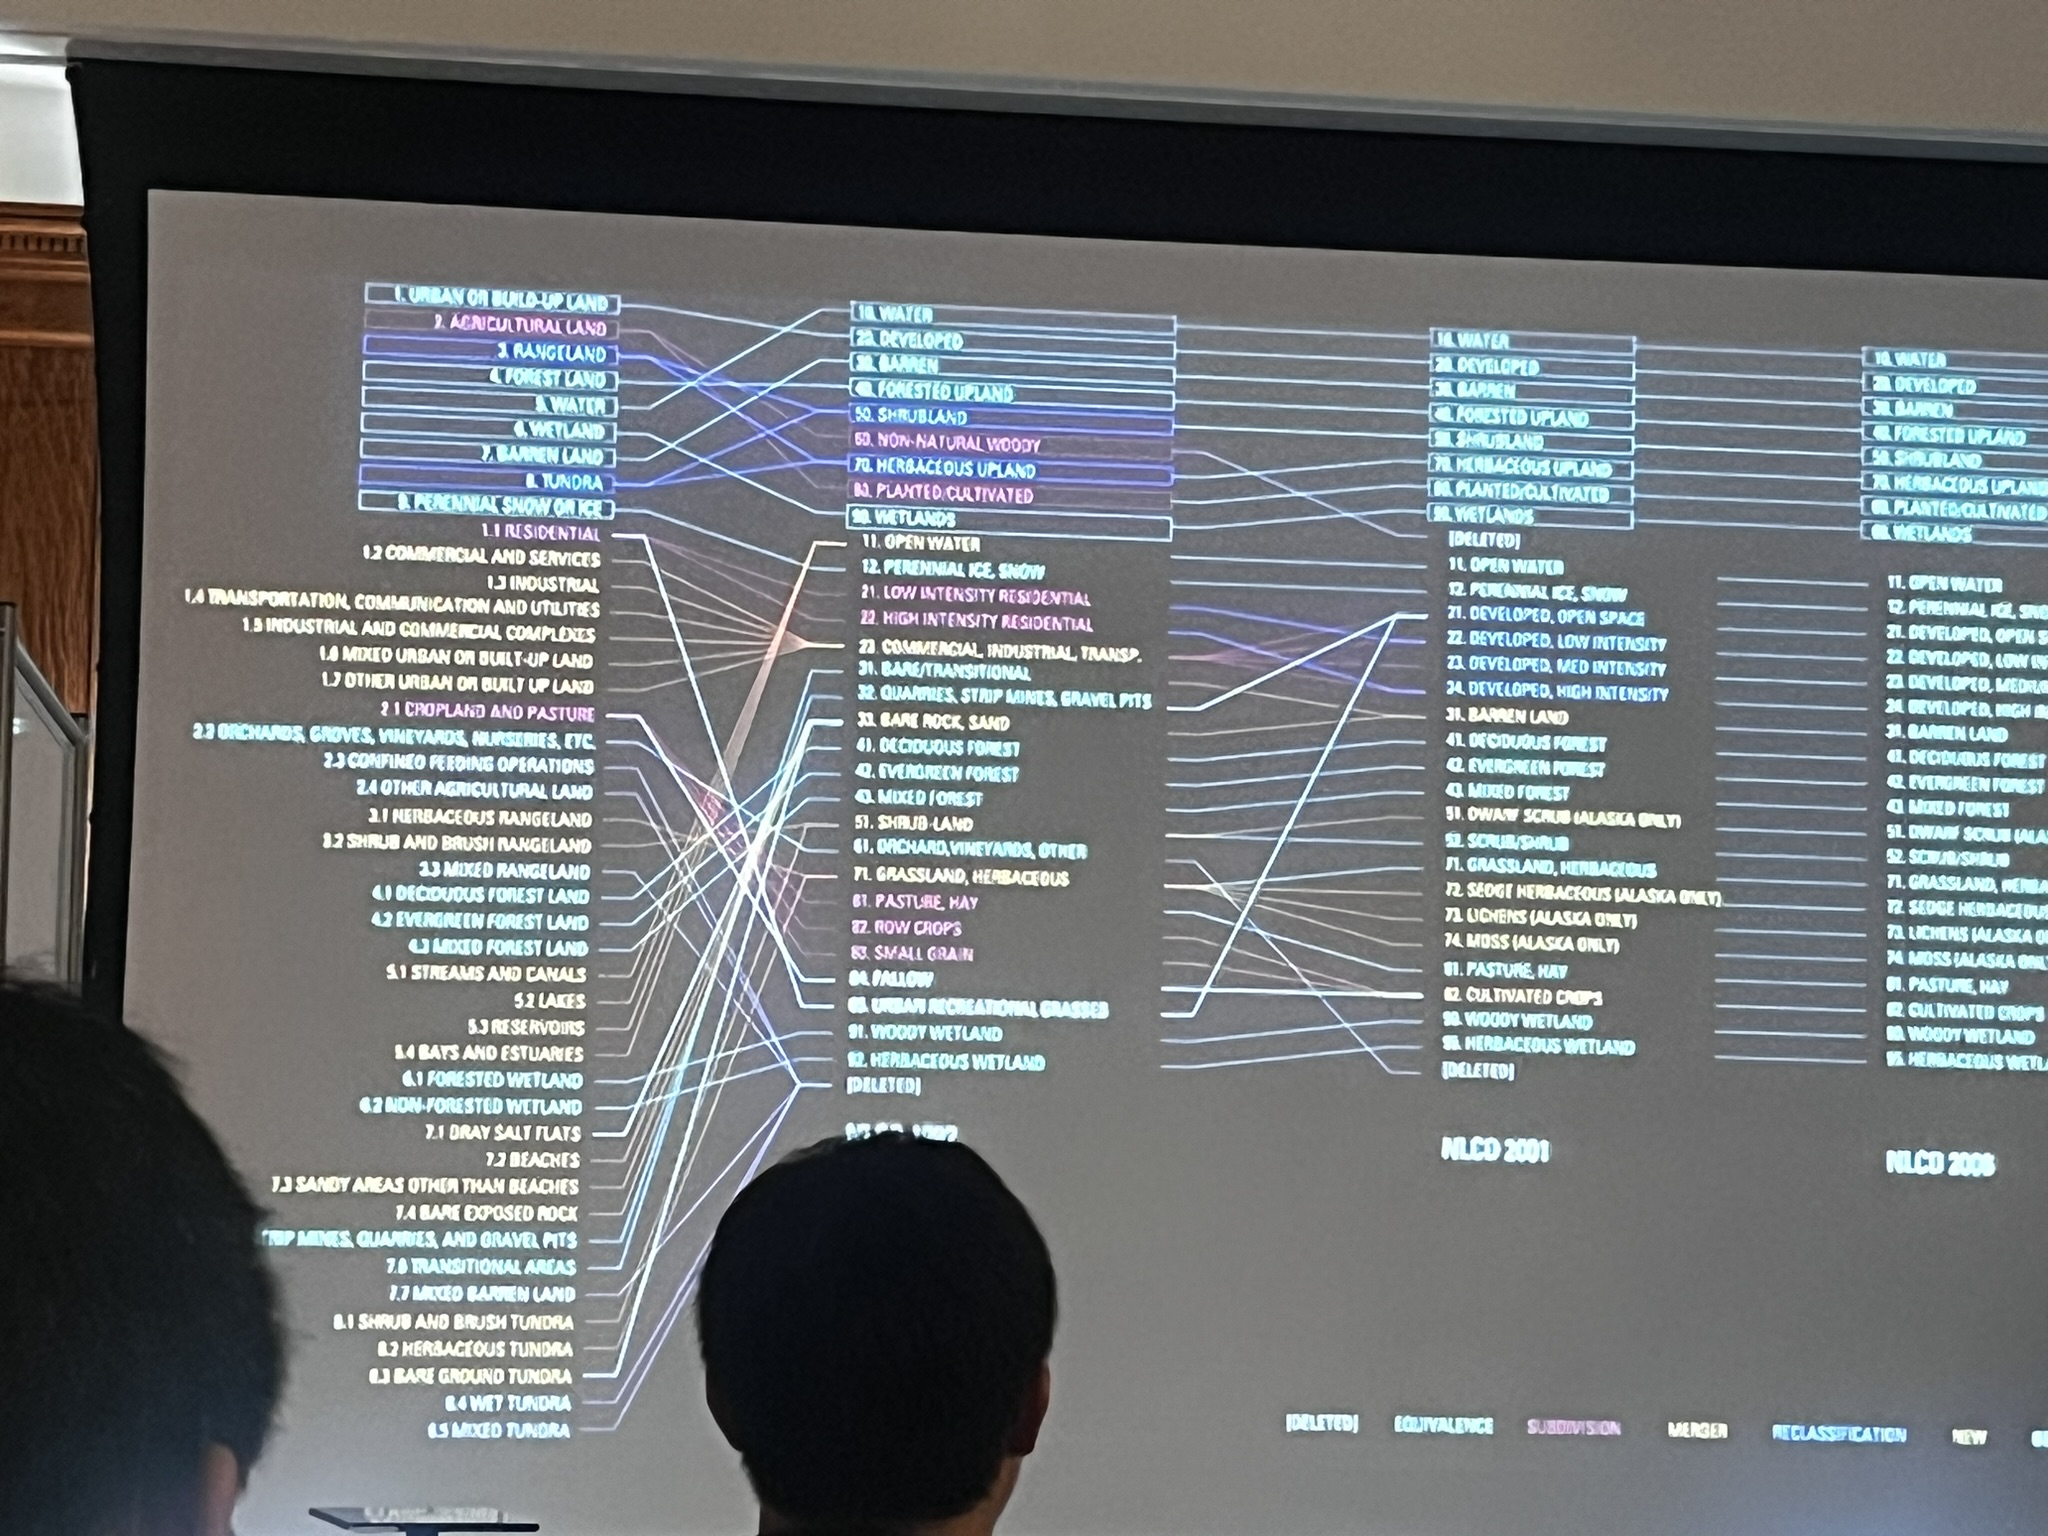 1. URBAN OR BUILD-UP LAND
2. AGRICULTURAL LAND
3. RANGELAND
4. FOREST LAND
5. WATER
6. WETLAND
7. BARREN LAND
8. TUNDRA
9. PERENNIAL SNOW OR ICE
1.1 RESIDENTIAL
1.2 COMMERCIAL AND SERVICES
1.3 INDUSTRIAL
1.4 TRANSPORTATION, COMMUNICATION AND UTILITIES
1.5 INDUSTRIAL AND COMMERCIAL COMPLEXES
1.6 MIXED URBAN OR BUILT-UP LAND
1.7 OTHER URBAN OR BUILT UP LAND
2.1 CROPLAND AND PASTURE
2.2 ORCHARDS, GROVES, VINEYARDS, NURSERIES, ETC.
2.3 CONFINED FEEDING OPERATIONS
2.4 OTHER AGRICULTURAL LAND
3.1 HERBACEOUS RANGELAND
3.2 SHRUB AND BRUSH RANGELAND
3.3 MIXED RANGELAND
4.1 DECIDUOUS FOREST LAND
4.2 EVERGREEN FOREST LAND
4.3 MIXED FOREST LAND
5.1 STREAMS AND CANALS
5.2 LAKES
5.3 RESERVOIRS
5.4 BAYS AND ESTUARIES
6.1 FORESTED WETLAND
6.2 NON-FORESTED WETLAND
7.1 DRAY SALT FLATS
7.2 BEACHES
7.3 SANDY AREAS OTHER THAN BEACHES
7.4 BARE EXPOSED ROCK
TRIP MINES, QUARRIES, AND GRAVEL PITS
7.6 TRANSITIONAL AREAS
7.7 MIXED BARREN LAND
8.1 SHRUB AND BRUSH TUNDRA
8.2 HERBACEOUS TUNDRA
8.3 BARE GROUND TUNDRA
8.4 WET TUNDRA
8.5 MIXED TUNDRA
10. WATER
20. DEVELOPED
30. BARREN
40. FORESTED UPLAND
50. SHRUBLAND
60. NON-NATURAL WOODY
70. HERBACEOUS UPLAND
80. PLANTED/CULTIVATED
90. WETLANDS
11. OPEN WATER
12. PERENNIAL ICE, SNOW
21. LOW INTENSITY RESIDENTIAL
22. HIGH INTENSITY RESIDENTIAL
23. COMMERCIAL, INDUSTRIAL, TRANSP.
31. BARE/TRANSITIONAL
32. QUARRIES, STRIP MINES, GRAVEL PITS
33. BARE ROCK, SAND
41. DECIDUOUS FOREST
42. EVERGREEN FOREST
43. MIXED FOREST
51. SHRUB-LAND
61. ORCHARD,VINEYARDS, OTHER
71. GRASSLAND, HERBACEOUS
81. PASTURE, HAY
82. ROW CROPS
83. SMALL GRAIN
84. FALLOW
85. URBAN RECREATIONAL GRASSES
91. WOODY WETLAND
92. HERBACEOUS WETLAND
[DELETED]
10. WATER
20. DEVELOPED
30. BARREN
40. FORESTED UPLAND
50. SHRUBLAND
70. HERBACEOUS UPLAND
80. PLANTED/CULTIVATED
90. WETLANDS
[DELETED]
11. OPEN WATER
12. PERENNIAL ICE, SNOW
21. DEVELOPED, OPEN SPACE
22. DEVELOPED, LOW INTENSITY
23. DEVELOPED, MED INTENSITY
24. DEVELOPED, HIGH INTENSITY
31. BARREN LAND
41. DECIDUOUS FOREST
42. EVERGREEN FOREST
43. MIXED FOREST
51. DWARF SCRUB (ALASKA ONLY)
52. SCRUB/SHRUB
71. GRASSLAND, HERBACEOUS
72. SEDGE HERBACEOUS (ALASKA ONLY)
73. LICHENS (ALASKA ONLY)
74. MOSS (ALASKA ONLY)
81. PASTURE, HAY
82. CULTIVATED CROPS
90. WOODY WETLAND
95. HERBACEOUS WETLAND
[DELETED]
NLCD 2001
10. WATER
20. DEVELOPED
30. BARREN
40. FORESTED UPLAND
50. SHRUBLAND
70. HERBACEOUS UPLAND
80. PLANTED/CULTIVATED
WETLANDS
11. OPEN WATER
12. PERENNIAL ICE, SNO
21. DEVELOPED, OPEN S
22. DEVELOPED, LOW IN
23. DEVELOPED, MED
24. DEVELOPED, HIGH
31. BARREN LAND
41. DECIDUOUS FOREST
42. EVERGREEN FOREST
43. MIXED FOREST
51. DWARF SCRUB (ALA
52. SCRUB/SHRUB
71. GRASSLAND, HERBA
72. SEDGE HERBACEOUS
73. LICHENS (ALASKA O
74. MOSS (ALASKA ONL
81. PASTURE, HAY
82. CULTIVATED CROPS
90. WOODY WETLAND
95. HERBACEOUS WETLA
NLCD 2006
[DELETED] EQUIVALENCE SUBDIVISION MERGER RECLASSIFICATION NEW